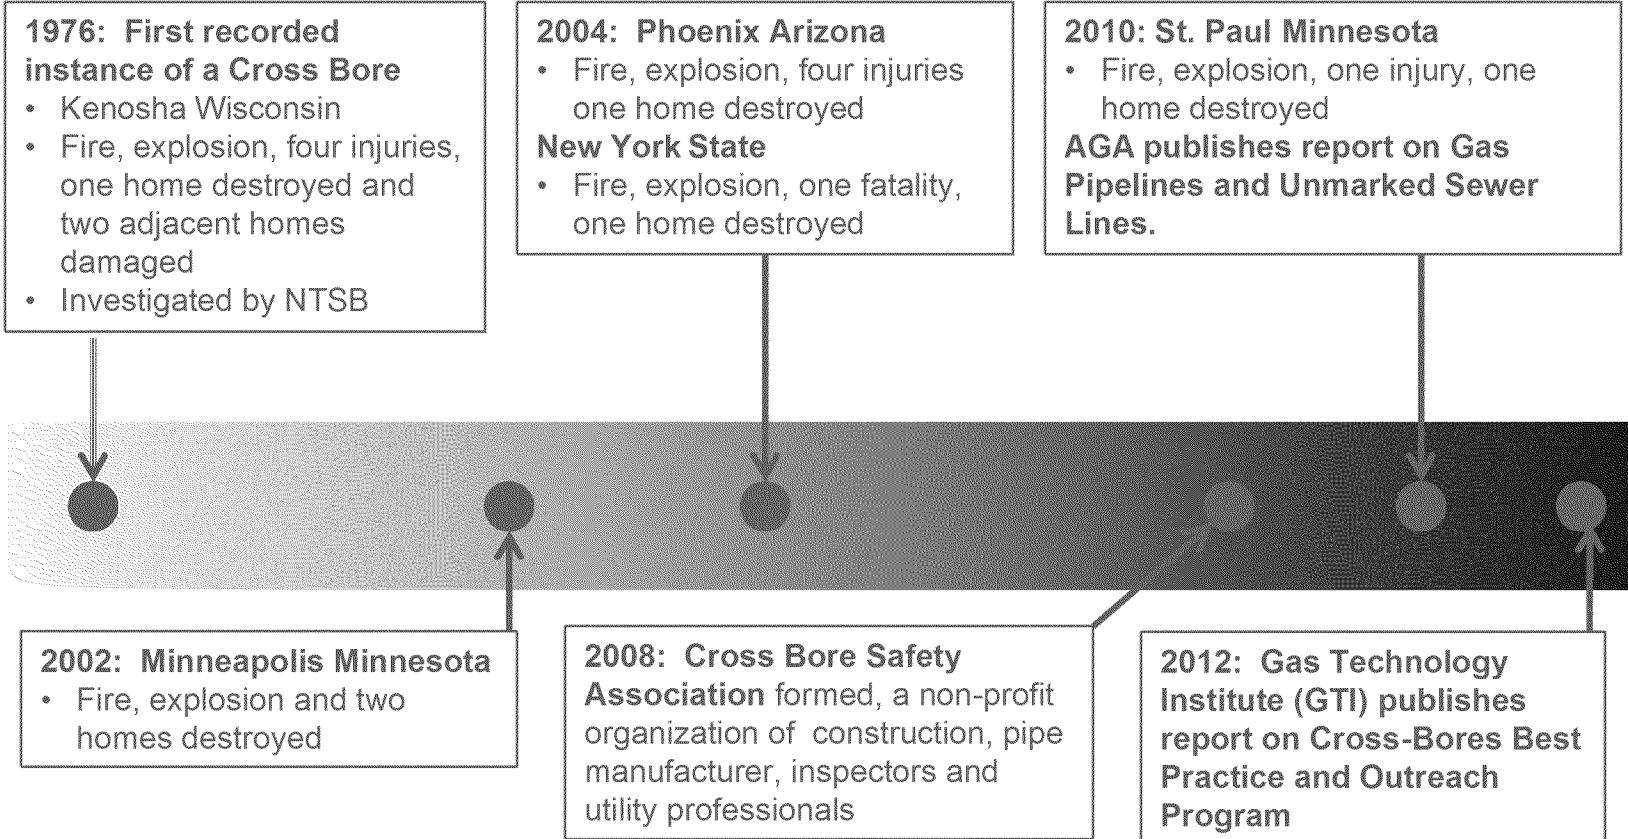 1976:  First recorded
instance of a Cross Bore
• Kenosha Wisconsin
• Fire, explosion, four injuries,
one home destroyed and
two adjacent homes
damaged
• Investigated by NTSB
2004:  Phoenix Arizona
• Fire, explosion, four injuries
one home destroyed
New York State
• Fire, explosion, one fatality,
one home destroyed
2010: St. Paul Minnesota
• Fire, explosion, one injury, one
home destroyed
AGA publishes report on Gas
Pipelines and Unmarked Sewer
Lines.
2002:  Minneapolis Minnesota
• Fire, explosion and two
homes destroyed
2008:  Cross Bore Safety
Association formed, a non-profit
organization of  construction, pipe
manufacturer, inspectors and
utility professionals
2012:  Gas Technology
Institute (GTI) publishes
report on Cross-Bores Best
Practice and Outreach
Program